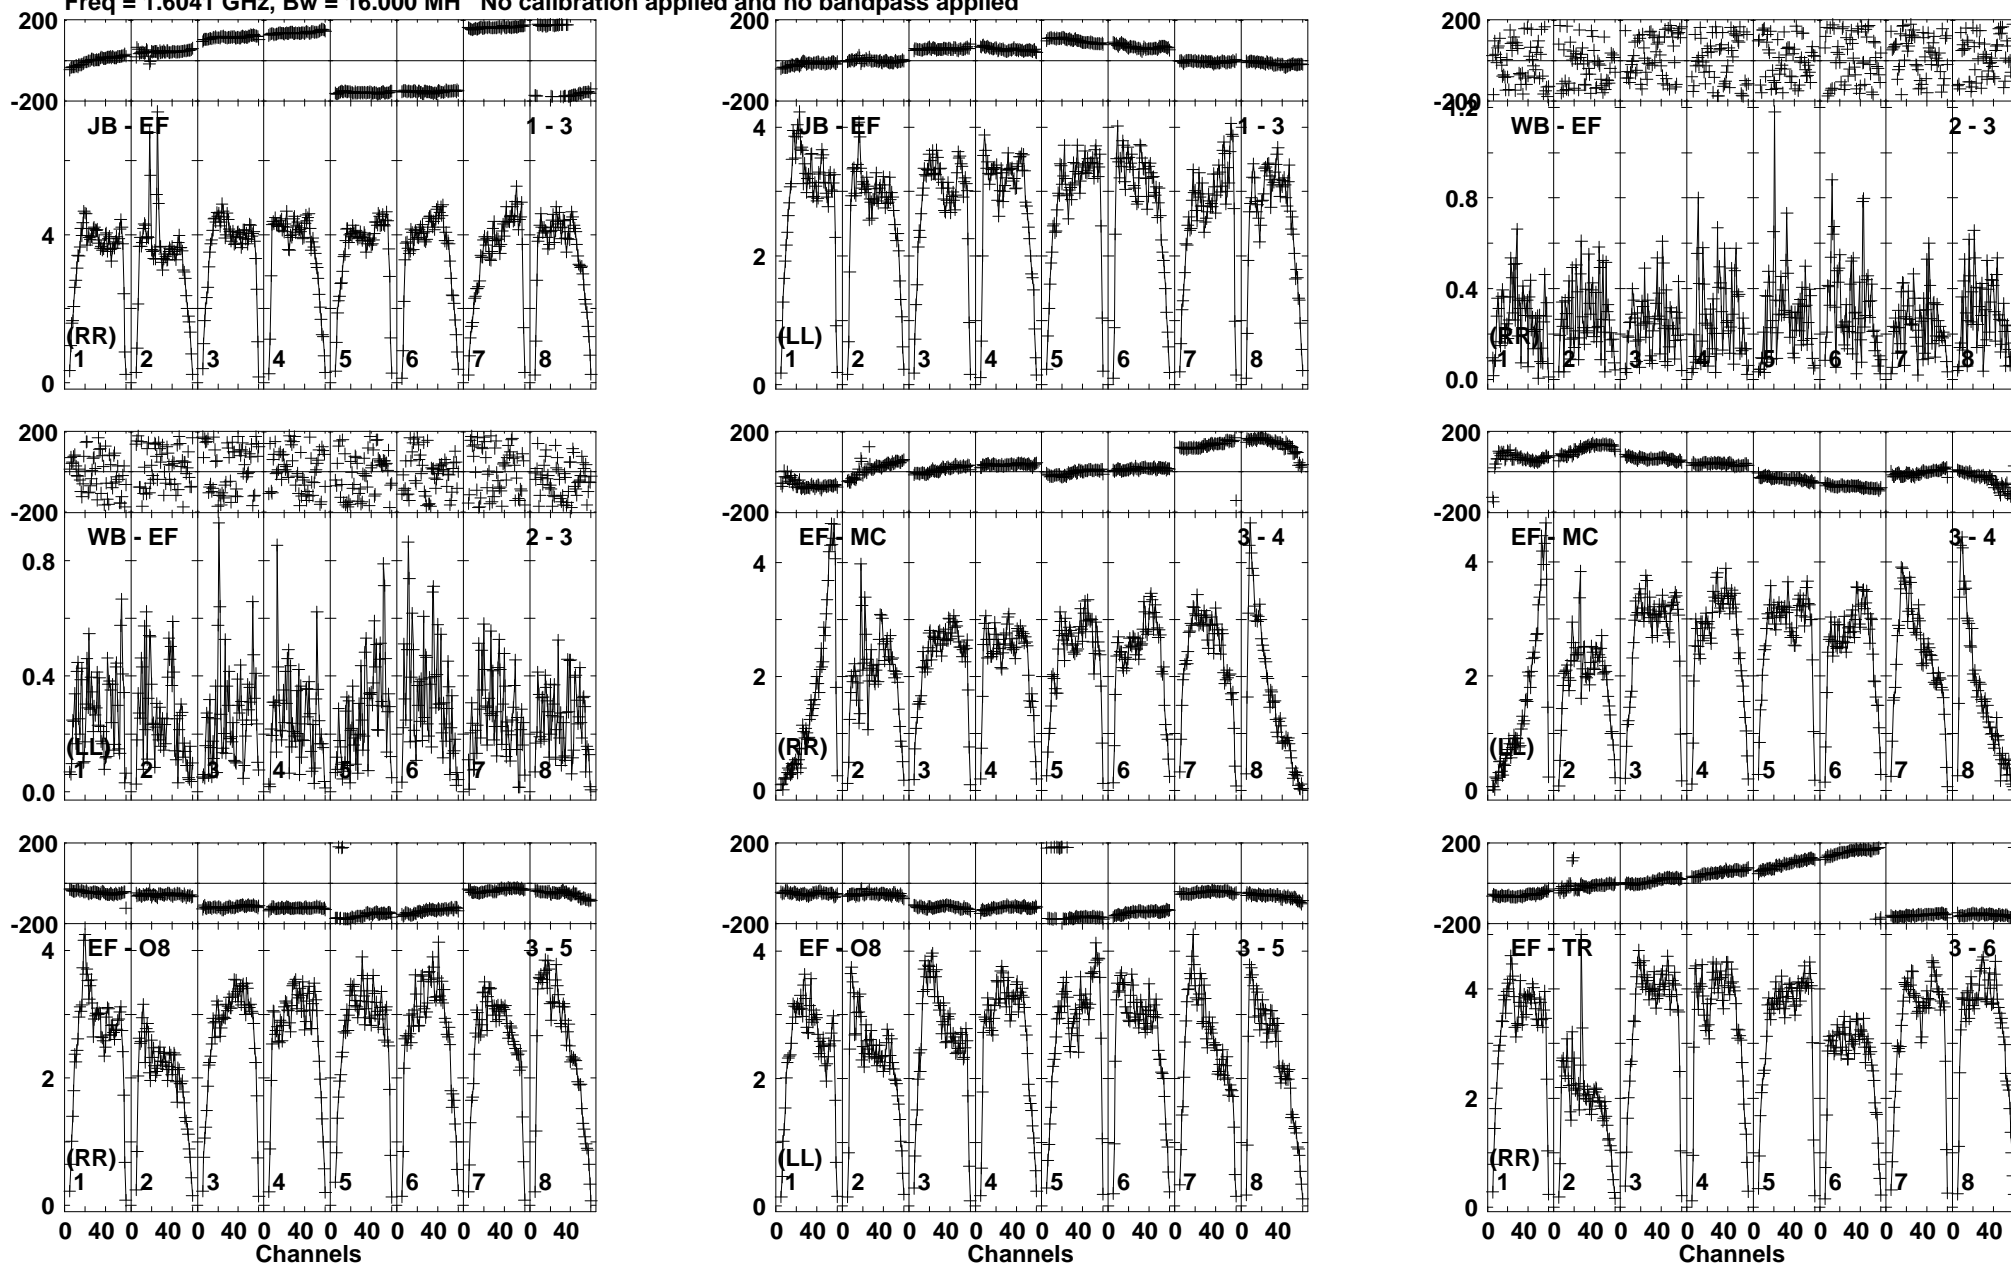 Freq = 1.6041 GHz, Bw = 16.000 MH No calibration applied and no bandpass applied
200 200 200
-200 -200 -200
JB - EF 1 - 3 JB - EF 1 - 3 1.2 WB - EF 2 - 3
4 4 0.8
2 0.4
(RR) (LL) (RR)
1 2 3 4 5 6 7 8 1 2 3 4 5 6 7 8 1 2 3 4 5 6 7 8
0 0 0.0
200 200 200
-200 -200 -200
WB - EF 2 - 3 EF - MC 3 - 4 EF - MC 3 - 4
0.8 4 4
0.4 2 2
(LL) (RR) (LL)
1 2 3 4 5 6 7 8 1 2 3 4 5 6 7 8 1 2 3 4 5 6 7 8
0.0 0 0
200 200 200
-200 -200 -200
EF - O8 3 - 5 EF - O8 3 - 5 EF - TR 3 - 6
4 4 4
2 2 2
(RR) (LL) (RR)
1 2 3 4 5 6 7 8 1 2 3 4 5 6 7 8 1 2 3 4 5 6 7 8
0 0 0
0 40 0 40 0 40 0 40 0 40 0 40 0 40 0 40 0 40 0 40 0 40 0 40 0 40 0 40 0 40 0 40 0 40 0 40 0 40 0 40 0 40 0 40 0 40 0 40
Channels Channels Channels